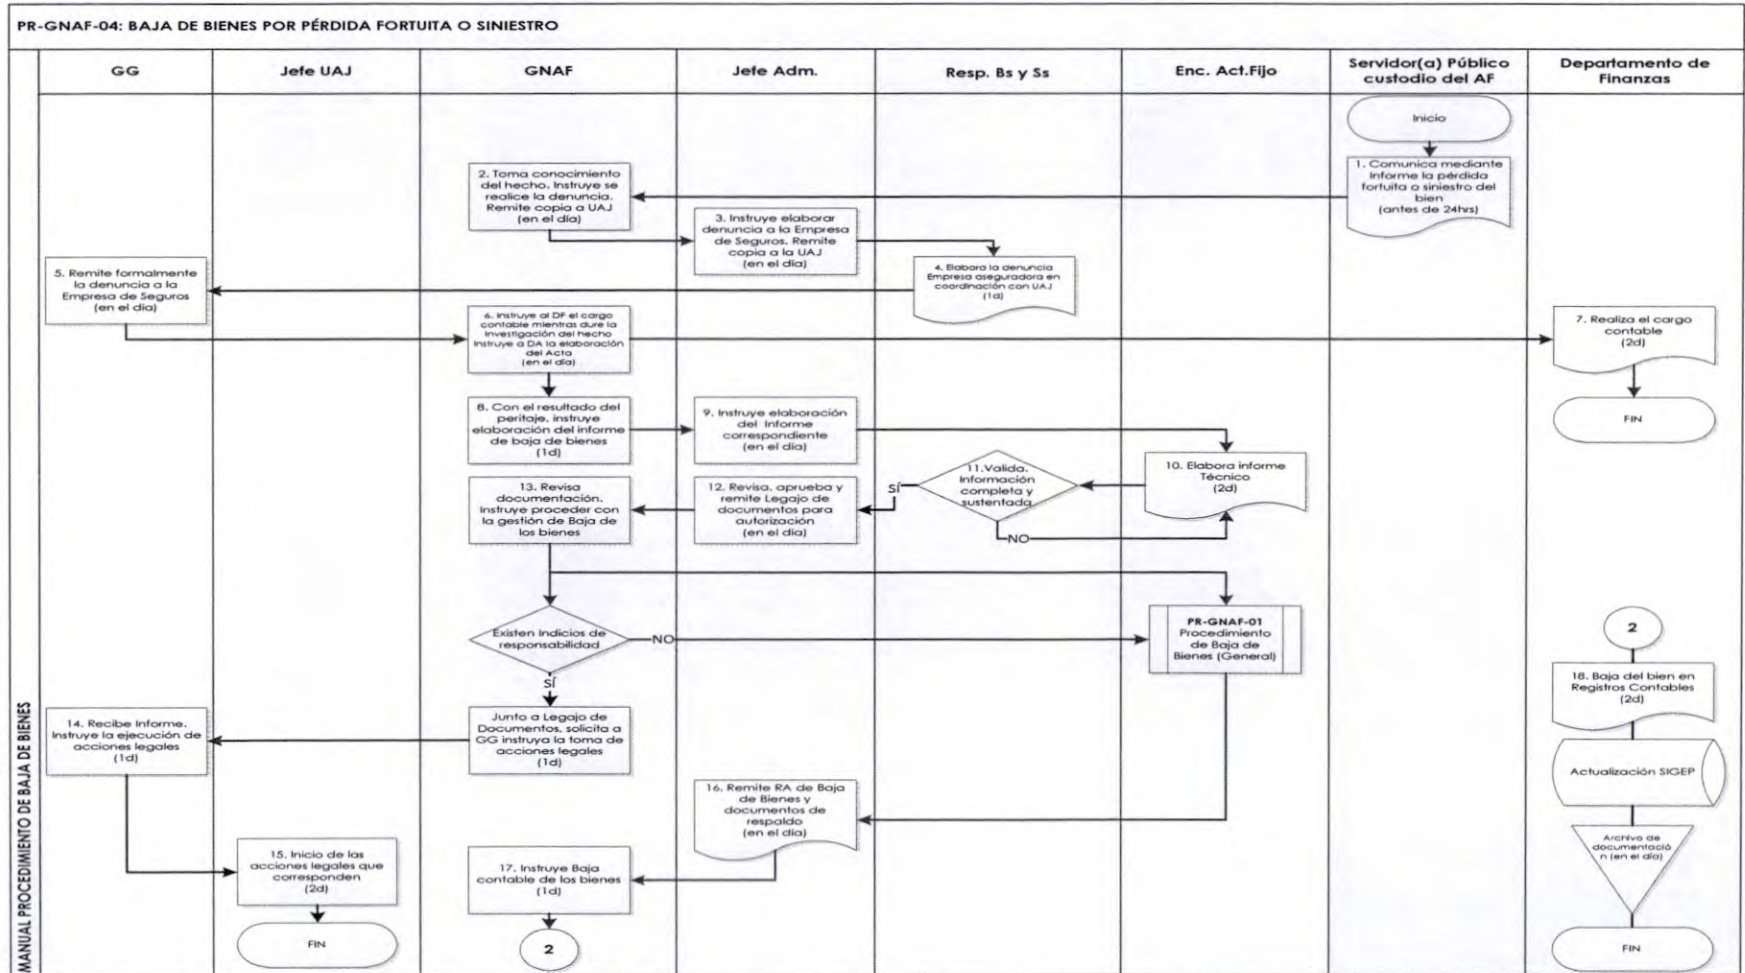 PR-GNAF-04: BAJA DE BIENES POR PÉRDIDA FORTUITA O SINIESTRO
GG
Jefe UAJ
GNAF
Jefe Adm.
Resp. Bs y Ss
Enc. Act.Fijo
Servidor(a) Público
custodio del AF
Departamento de
Finanzas
Inicio
1. Comunica mediante
Informe la pérdida
fortuita o siniestro del
bien
(antes de 24hrs)
2. Toma conocimiento
del hecho. Instruye se
realice la denuncia.
Remite copia a UAJ
(en el día)
3. Instruye elaborar
denuncia a la Empresa
de Seguros. Remite
copia a la UAJ
(en el día)
4. Elabora la denuncia
Empresa aseguradora en
coordinación con UAJ
(1d)
5. Remite formalmente
la denuncia a la
Empresa de Seguros
(en el día)
6. Instruye al DF el cargo
contable mientras dure la
investigación del hecho
Instruye a DA la elaboración
del Acta
(en el día)
7. Realiza el cargo
contable
(2d)
FIN
8. Con el resultado del
peritaje, instruye
elaboración del informe
de baja de bienes
(1d)
9. Instruye elaboración
del Informe
correspondiente
(en el día)
10. Elabora informe
Técnico
(2d)
11.Valida.
Información
completa y
sustentada
SÍ
NO
12. Revisa, aprueba y
remite Legajo de
documentos para
autorización
(en el día)
13. Revisa
documentación.
Instruye proceder con
la gestión de Baja de
los bienes
Existen Indicios de
responsabilidad
NO
SÍ
PR-GNAF-01
Procedimiento
de Baja de
Bienes (General)
Junto a Legajo de
Documentos, solicita a
GG instruya la toma de
acciones legales
(1d)
14. Recibe Informe.
Instruye la ejecución de
acciones legales
(1d)
15. Inicio de las
acciones legales que
corresponden
(2d)
FIN
16. Remite RA de Baja
de Bienes y
documentos de
respaldo
(en el día)
17. Instruye Baja
contable de los bienes
(1d)
2
2
18. Baja del bien en
Registros Contables
(2d)
Actualización SIGEP
Archivo de
documentació
n (en el día)
FIN
MANUAL PROCEDIMIENTO DE BAJA DE BIENES